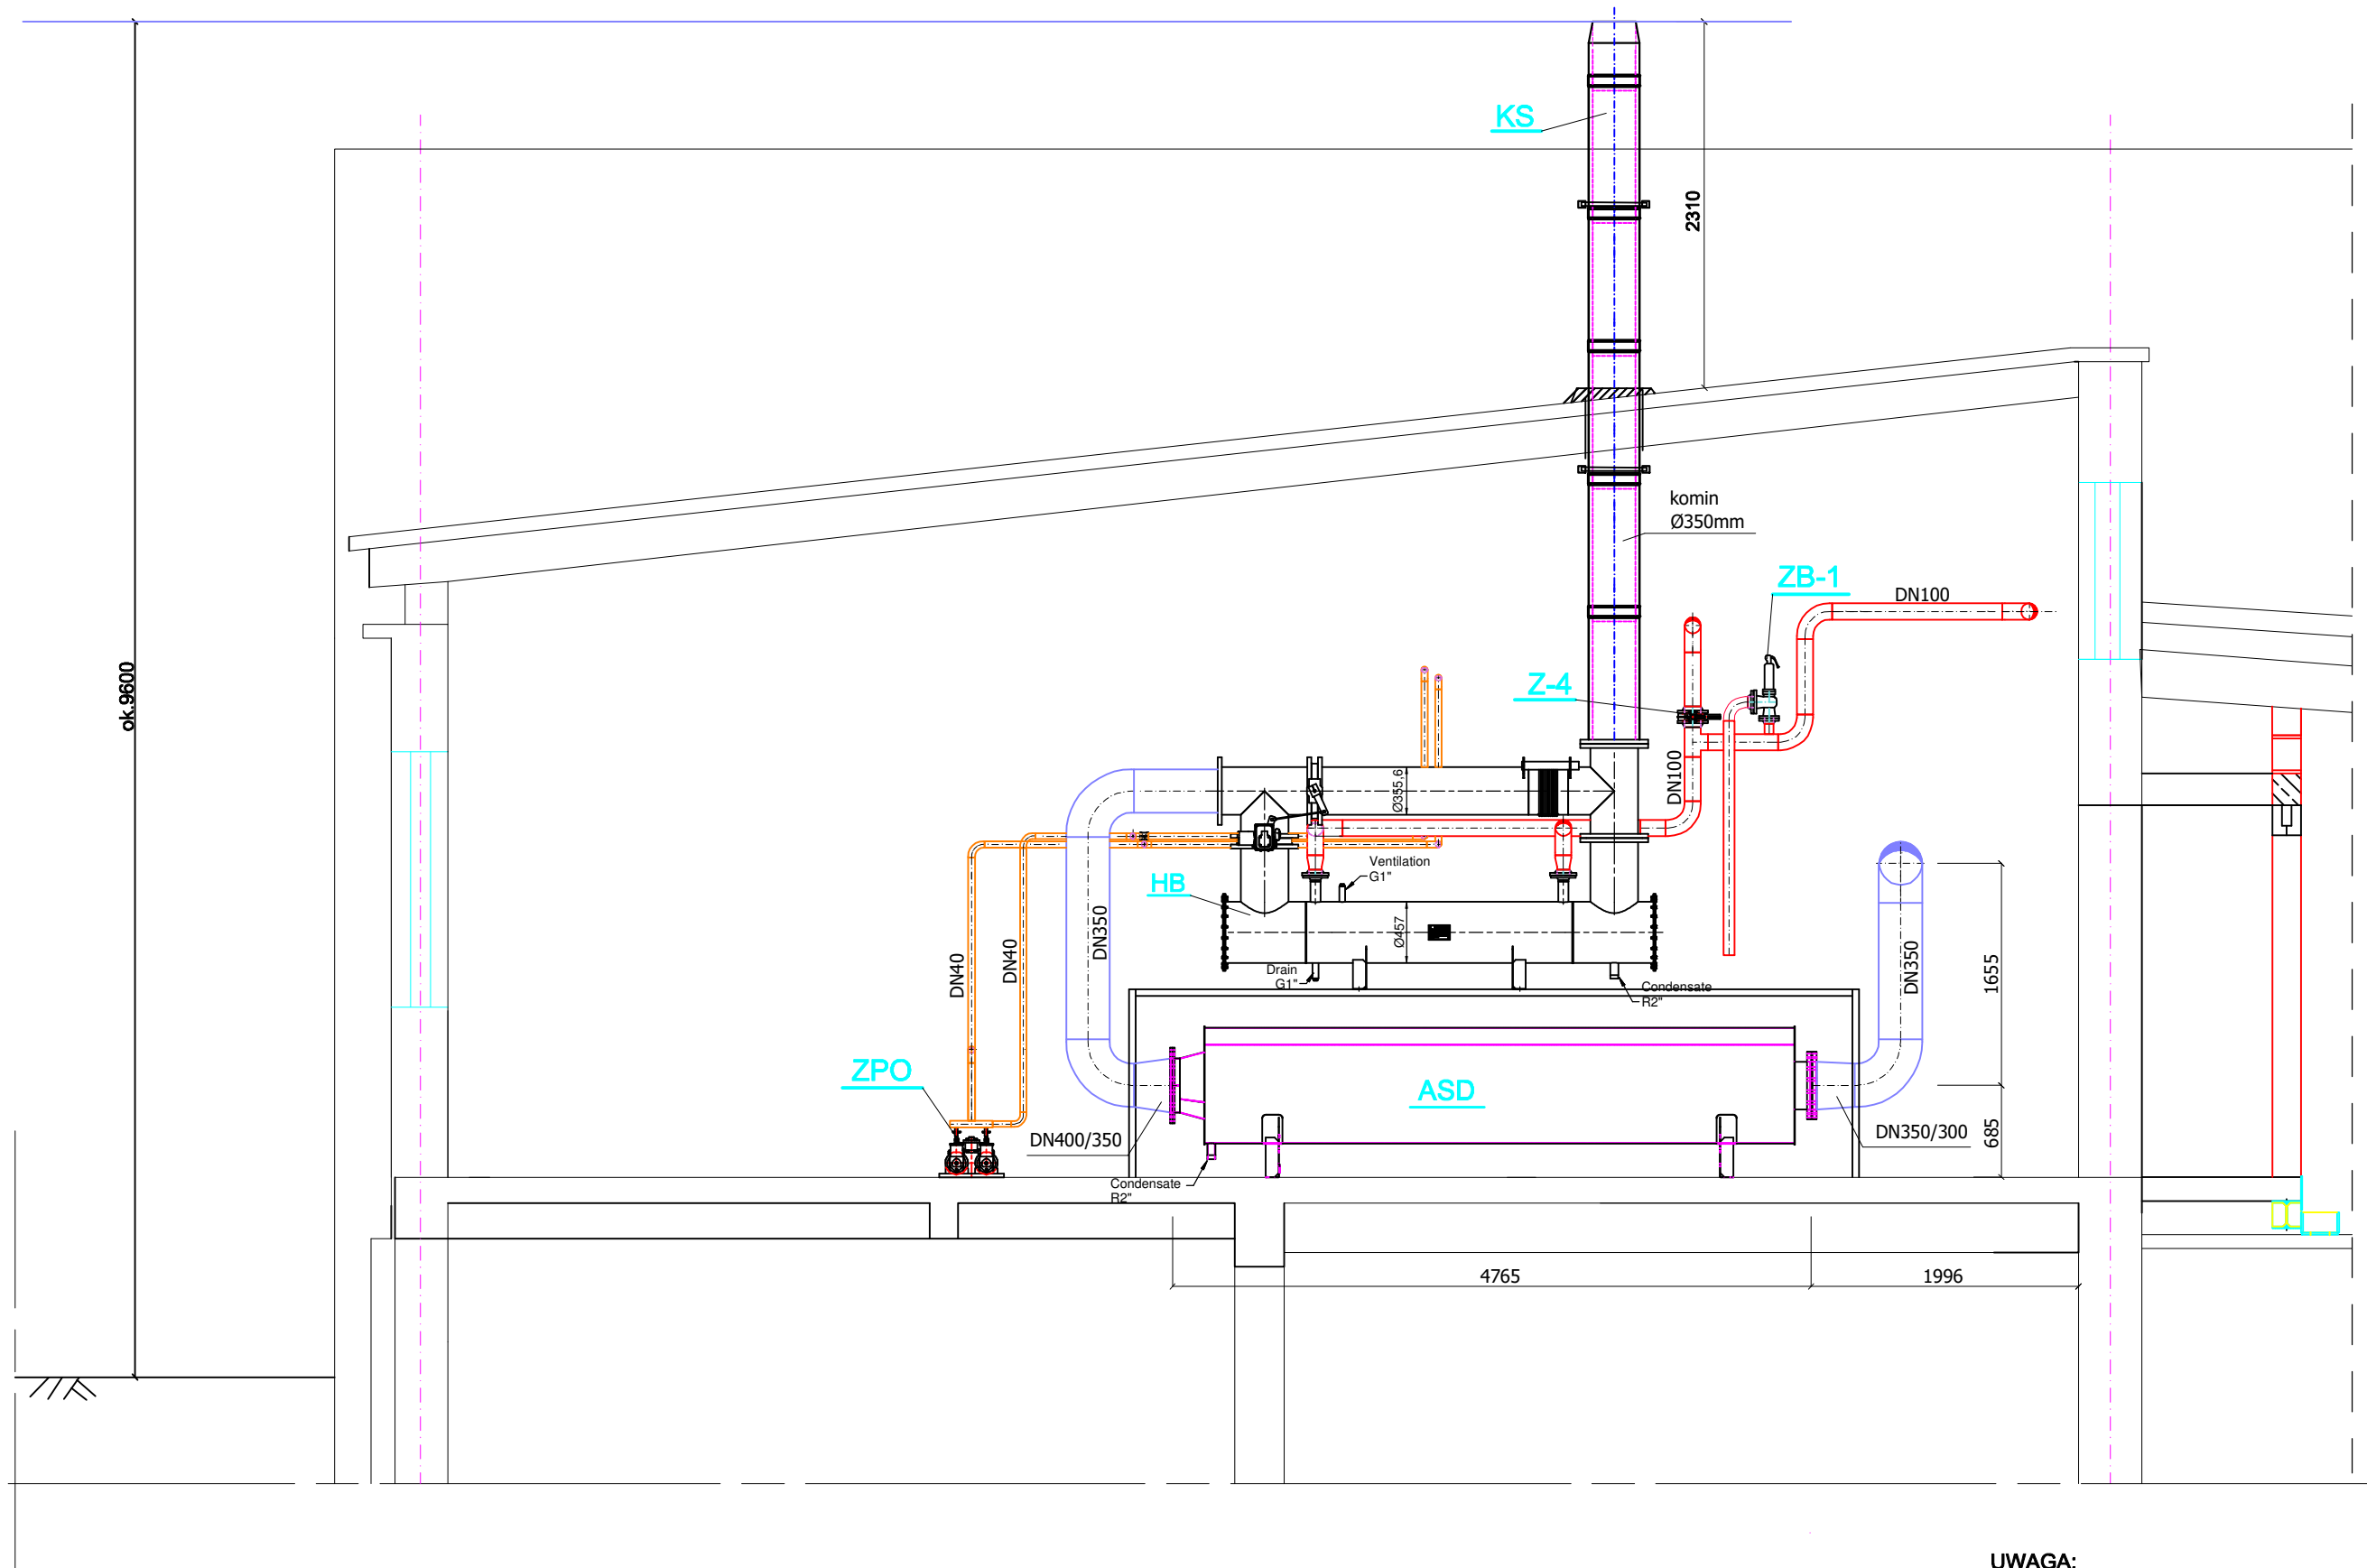 KS
2310
komin
Ø350mm
ZB-1
DN100
Z-4
ok.9600
DN100
Ø355,6
Ventilation
G1"
HB
DN350
Ø457
DN40
DN40
DN350
1655
Drain
G1"
Condensate
R2"
ZPO
ASD
DN400/350
DN350/300
685
Condensate
R2"
4765
1996
UWAGA: